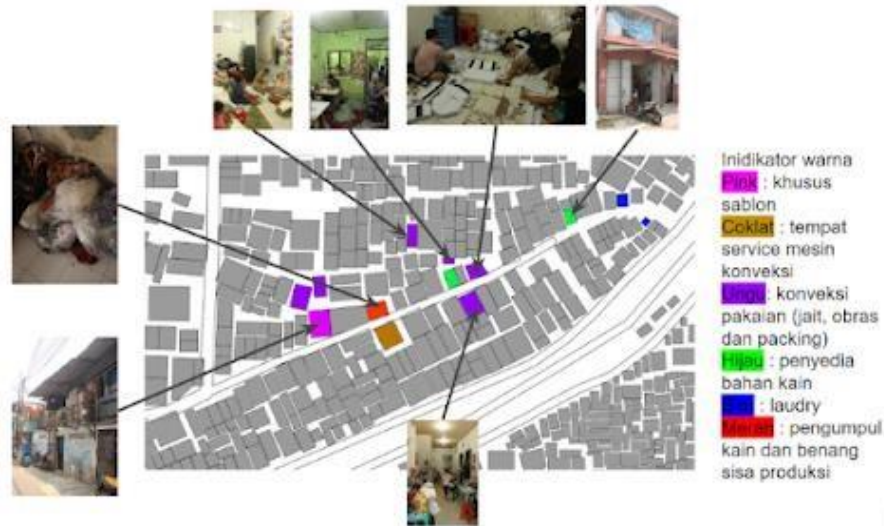 Inidikator warna
Pink : khusus
sablon
Coklat : tempat
service mesin
konveksi
Ungu: konveksi
pakaian (jait, obras
dan packing)
Hijau : penyedia
bahan kain
Biru : laudry
Merah : pengumpul
kain dan benang
sisa produksi